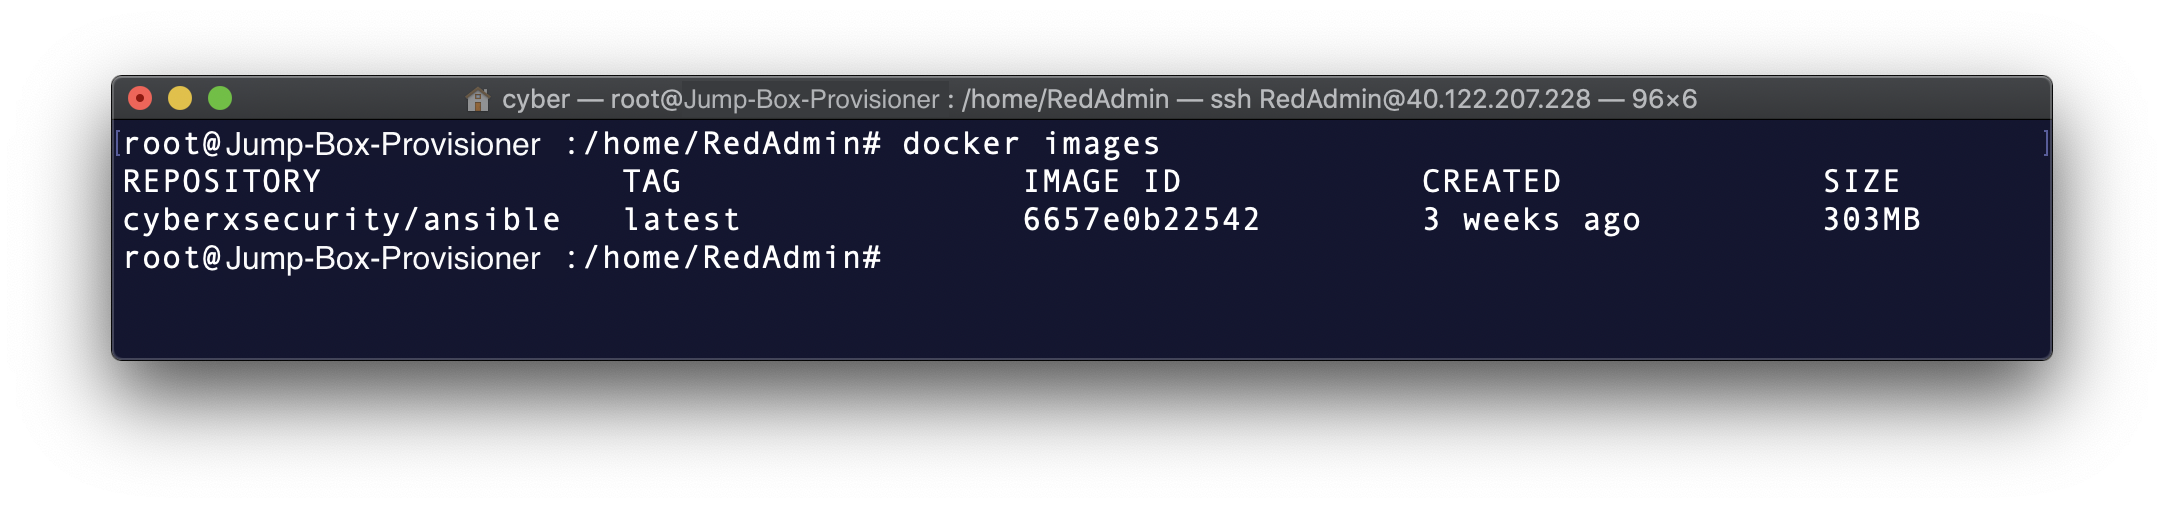 cyber — root@Jump-Box-Provisioner : /home/RedAdmin — ssh RedAdmin@40.122.207.228 — 96×6
[root@Jump-Box-Provisioner :/home/RedAdmin# docker images ]
REPOSITORY TAG IMAGE ID CREATED SIZE
cyberxsecurity/ansible latest 6657e0b22542 3 weeks ago 303MB
root@Jump-Box-Provisioner :/home/RedAdmin#